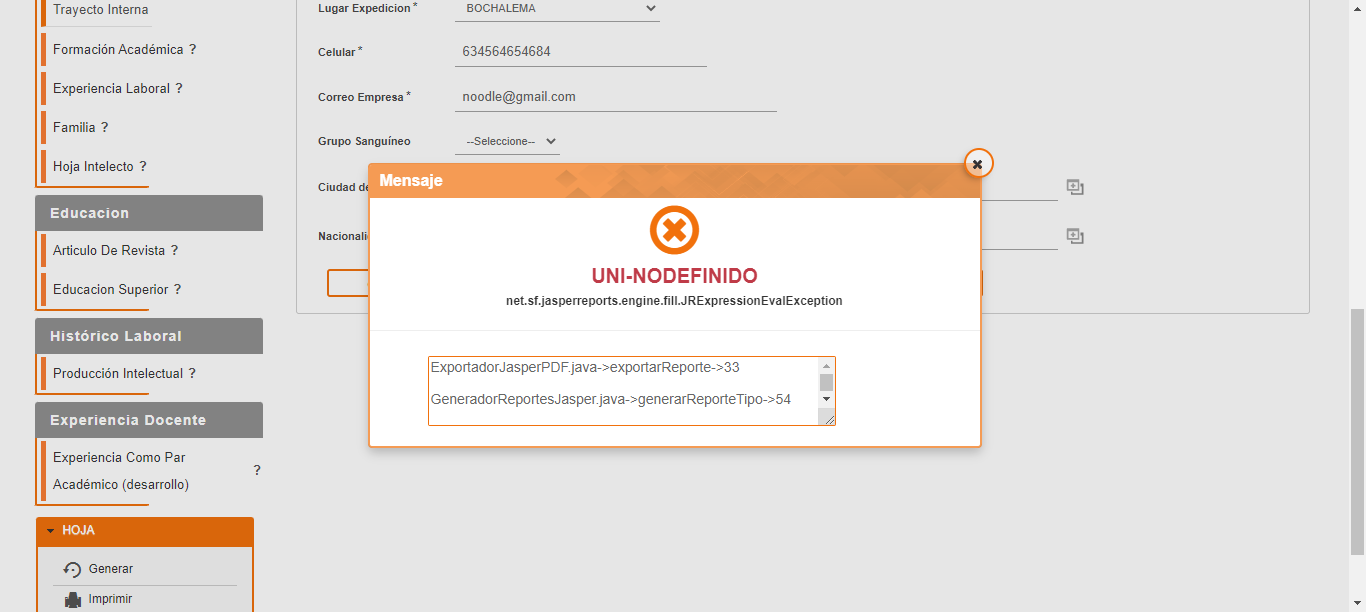 Trayecto Interna
Formación Académica ?
Experiencia Laboral ?
Familia ?
Hoja Intelecto ?
Educacion
Articulo De Revista ?
Educacion Superior ?
Histórico Laboral
Producción Intelectual ?
Experiencia Docente
Experiencia Como Par
Académico (desarrollo) ?
HOJA
Generar
Imprimir
Lugar Expedicion* BOCHALEMA
Celular* 634564654684
Correo Empresa* noodle@gmail.com
Grupo Sanguíneo --Seleccione--
Ciudad de
Nacionali
Mensaje
UNI-NODEFINIDO
net.sf.jasperreports.engine.fill.JRExpressionEvalException
ExportadorJasperPDF.java->exportarReporte->33
GeneradorReportesJasper.java->generarReporteTipo->54